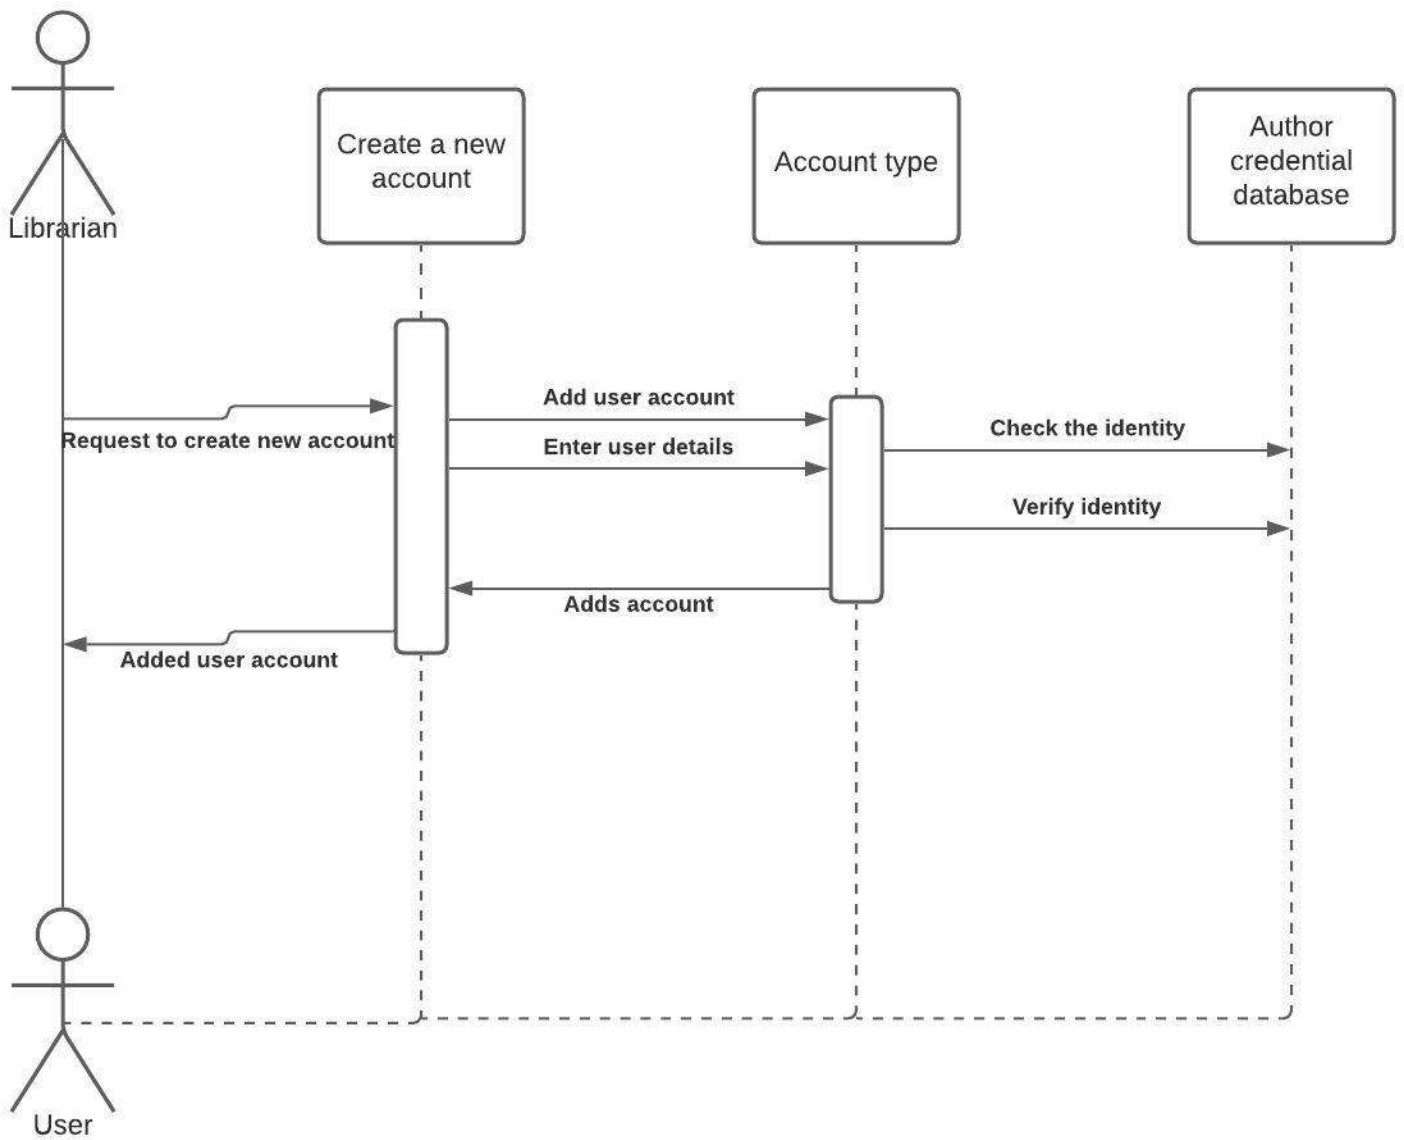 Librarian
Create a new
account
Account type
Author
credential
database
Request to create new account
Add user account
Enter user details
Check the identity
Verify identity
Adds account
Added user account
User